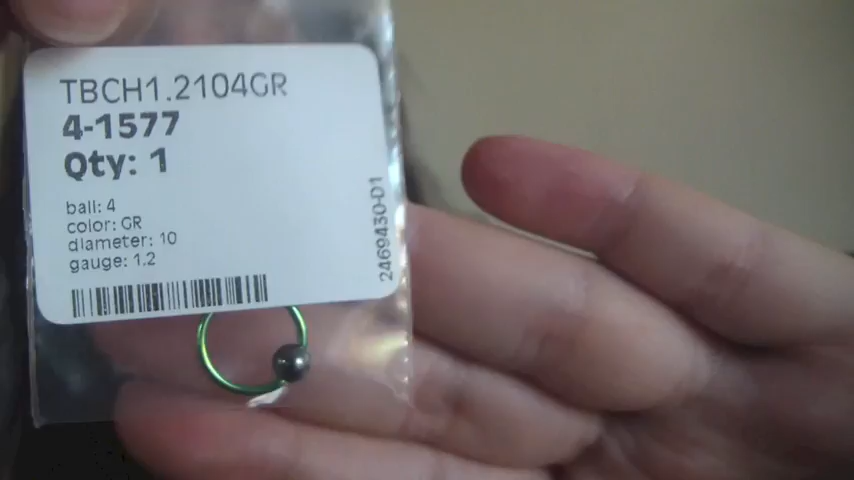 TBCH1.2104GR
4-1577
Qty: 1
ball: 4
color: GR
diameter: 10
gauge: 1.2
2469430-D1